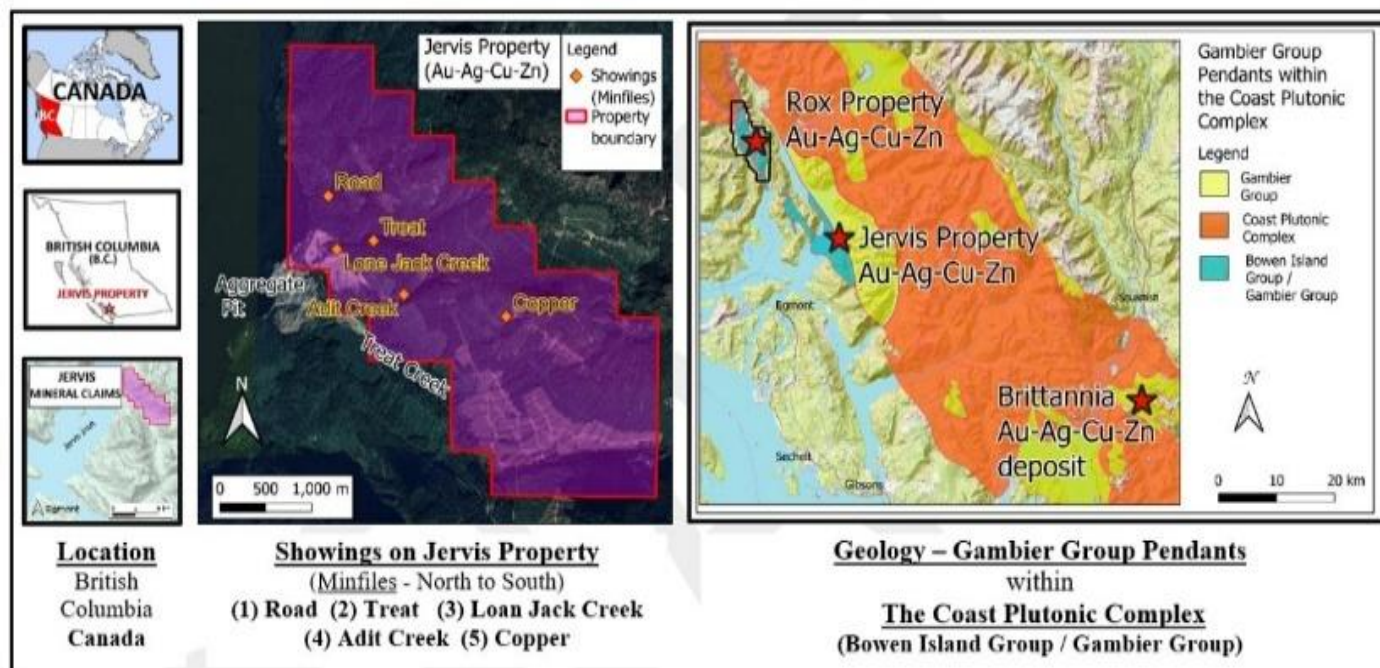 CANADA
BC
BRITISH COLUMBIA
(B.C.)
JERVIS PROPERTY
JERVIS
MINERAL CLAIMS
Jervis Inlet
Egmont
Location
British
Columbia
Canada
Jervis Property
(Au-Ag-Cu-Zn)
Legend
Showings
(Minfiles)
Property
boundary
Road
Treat
Lone Jack Creek
Aggregate
Pit
Adit Creek
Copper
Treat Creek
N
0 500 1,000 m
Showings on Jervis Property
(Minfiles - North to South)
(1) Road (2) Treat (3) Loan Jack Creek
(4) Adit Creek (5) Copper
Rox Property
Au-Ag-Cu-Zn
Jervis Property
Au-Ag-Cu-Zn
Egmont
Squamish
Brittannia
Au-Ag-Cu-Zn
deposit
Sechelt
Gibsons
Gambier Group
Pendants within
the Coast Plutonic
Complex
Legend
Gambier
Group
Coast Plutonic
Complex
Bowen Island
Group /
Gambier Group
N
0 10 20 km
Geology – Gambier Group Pendants
within
The Coast Plutonic Complex
(Bowen Island Group / Gambier Group)